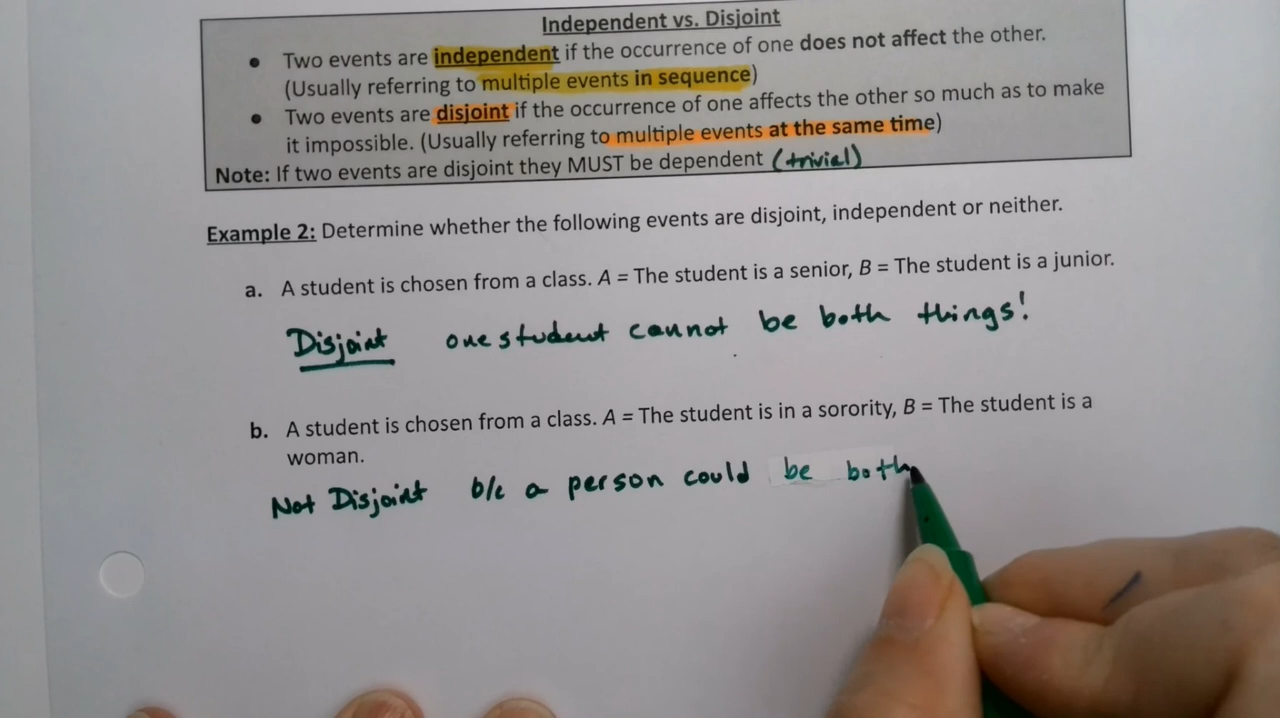 Independent vs. Disjoint
• Two events are independent if the occurrence of one does not affect the other.
(Usually referring to multiple events in sequence)
• Two events are disjoint if the occurrence of one affects the other so much as to make
it impossible. (Usually referring to multiple events at the same time)
Note: If two events are disjoint they MUST be dependent (trivial)
Example 2: Determine whether the following events are disjoint, independent or neither.
a. A student is chosen from a class. A = The student is a senior, B = The student is a junior.
Disjoint one student cannot be both things!
b. A student is chosen from a class. A = The student is in a sorority, B = The student is a
woman.
Not Disjoint b/c a person could be both